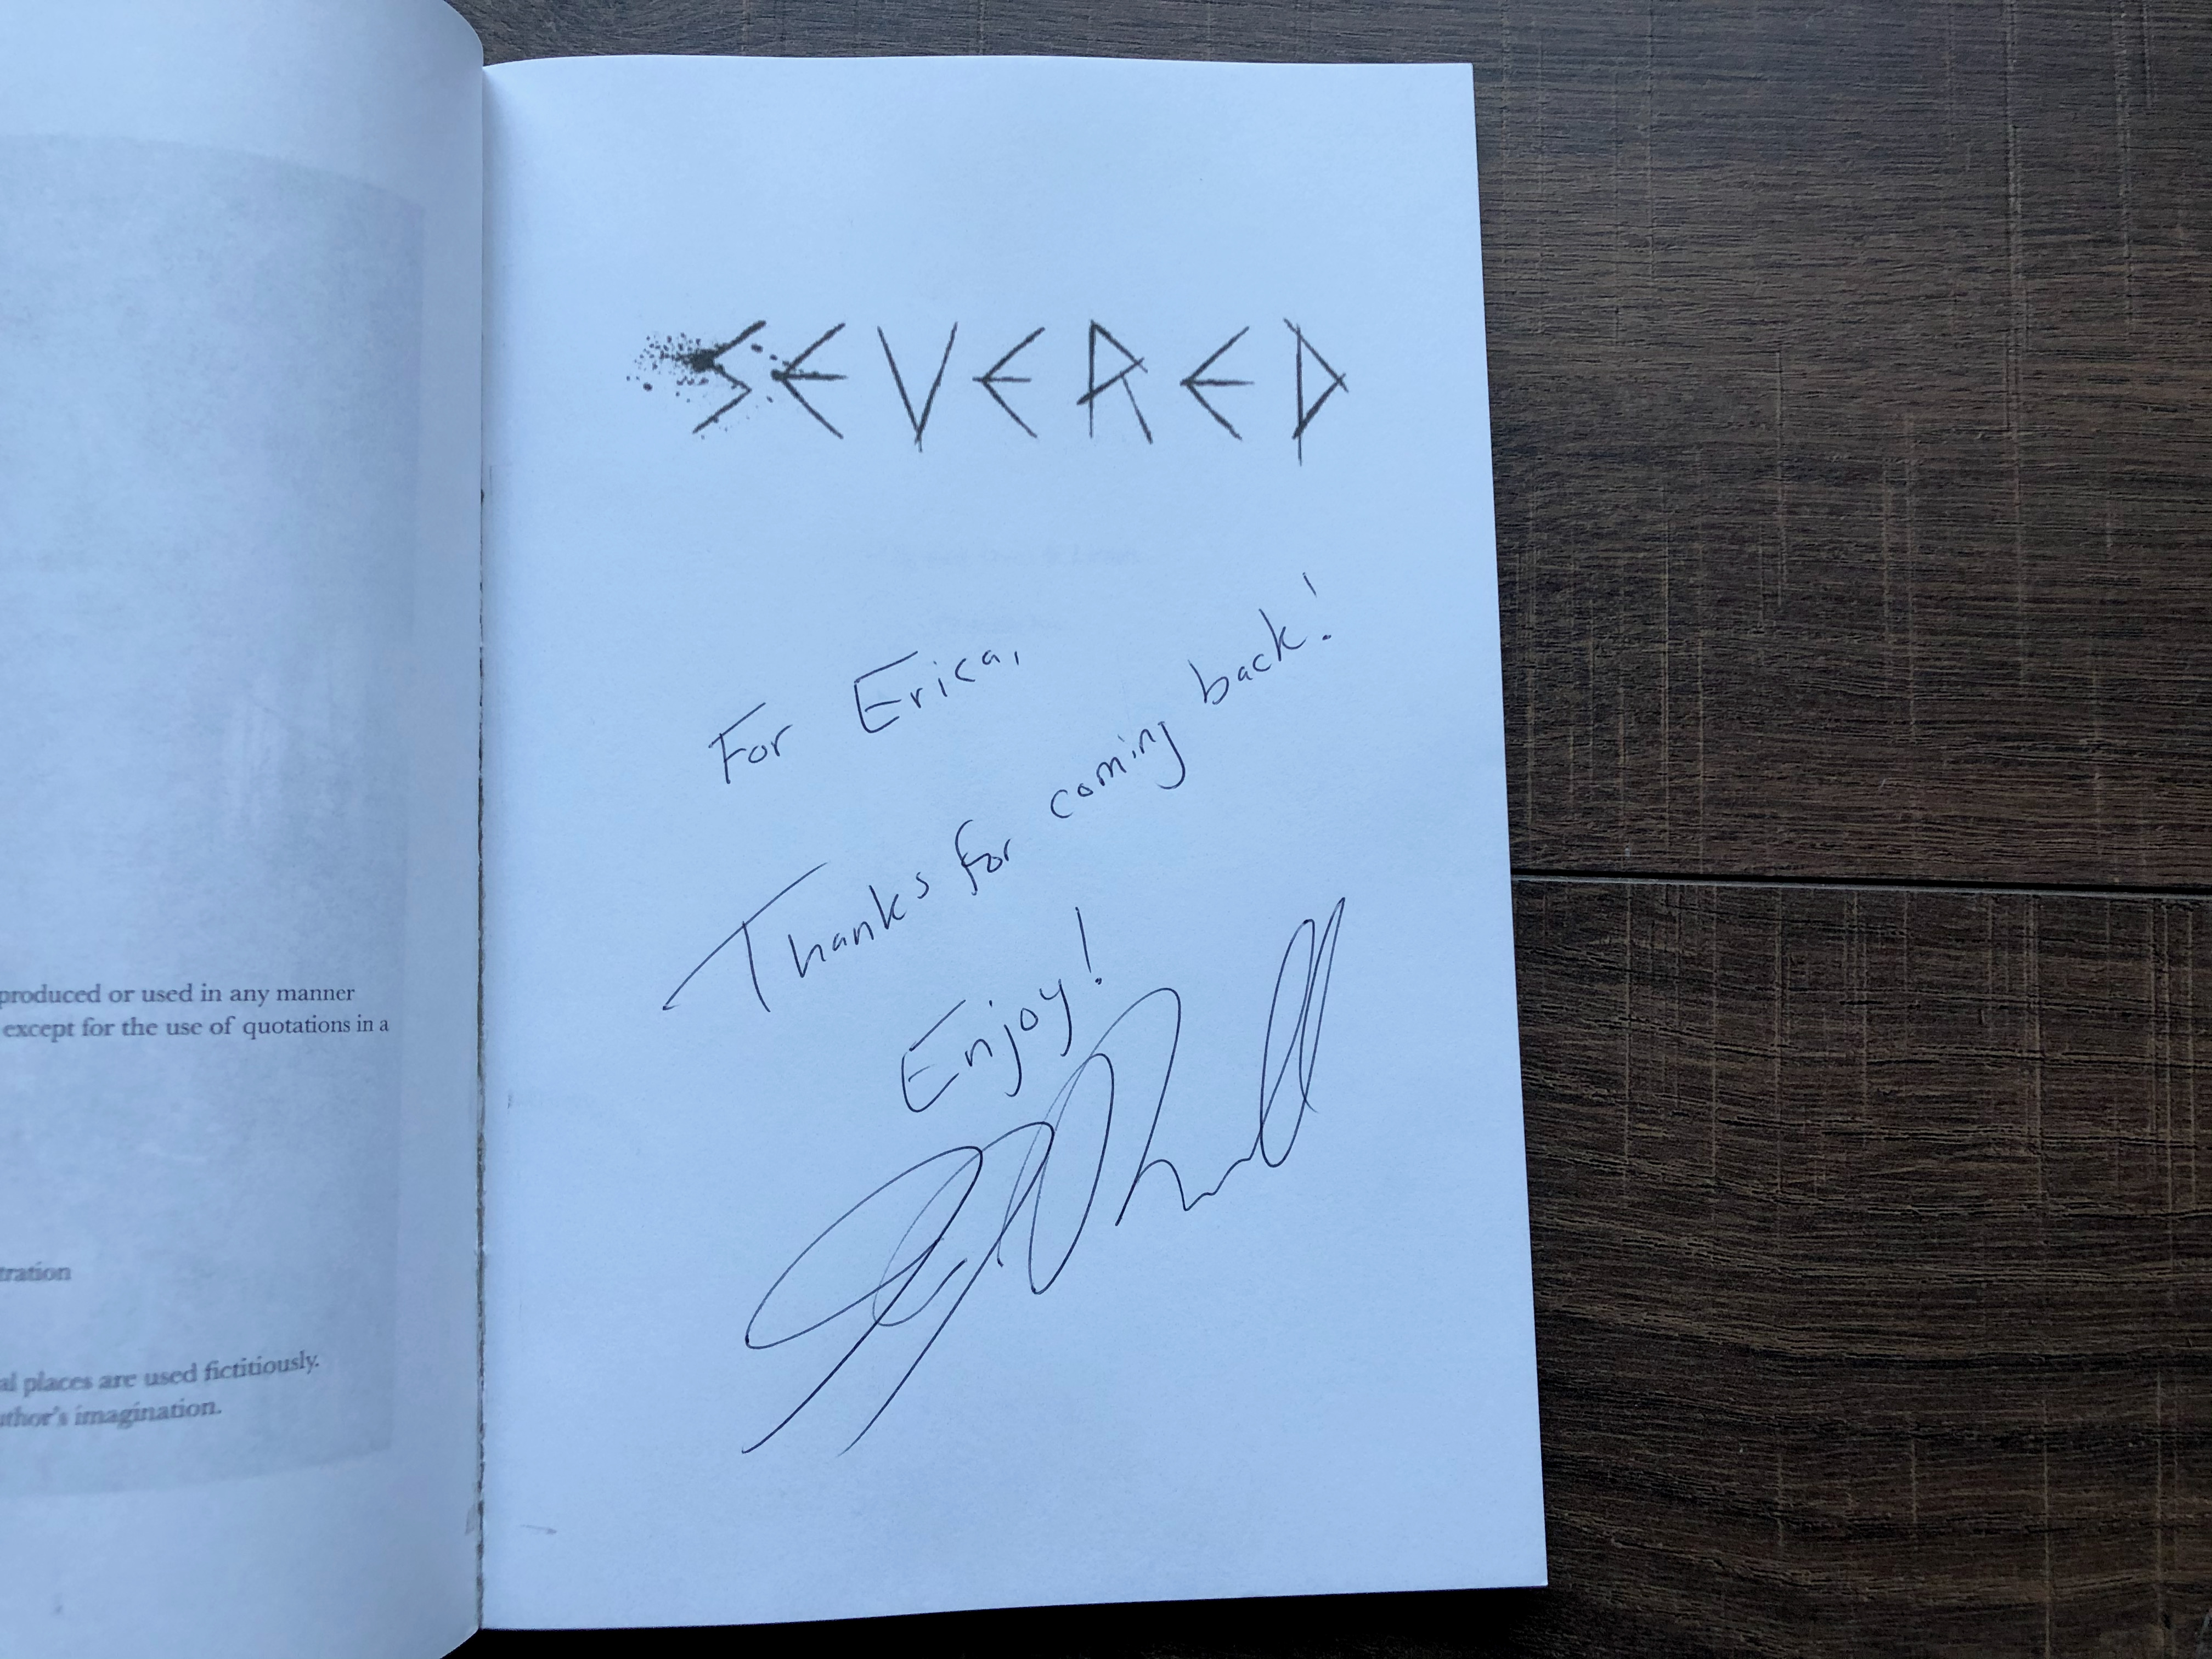 produced or used in any manner
except for the use of quotations in a
tration
al places are used fictitiously.
uthor's imagination.
SEVERED
For Erica,
Thanks for coming back!
Enjoy!